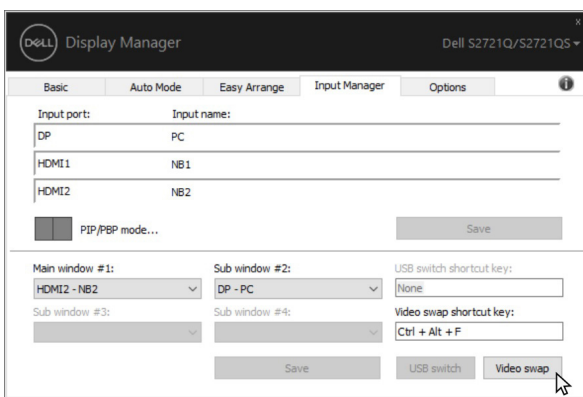 x
DELL Display Manager Dell S2721Q/S2721QS
Basic Auto Mode Easy Arrange Input Manager Options i
Input port: Input name:
DP PC
HDMI1 NB1
HDMI2 NB2
PIP/PBP mode... Save
Main window #1: Sub window #2: USB switch shortcut key:
HDMI2 - NB2 DP - PC None
Sub window #3: Sub window #4: Video swap shortcut key:
Ctrl + Alt + F
Save USB switch Video swap